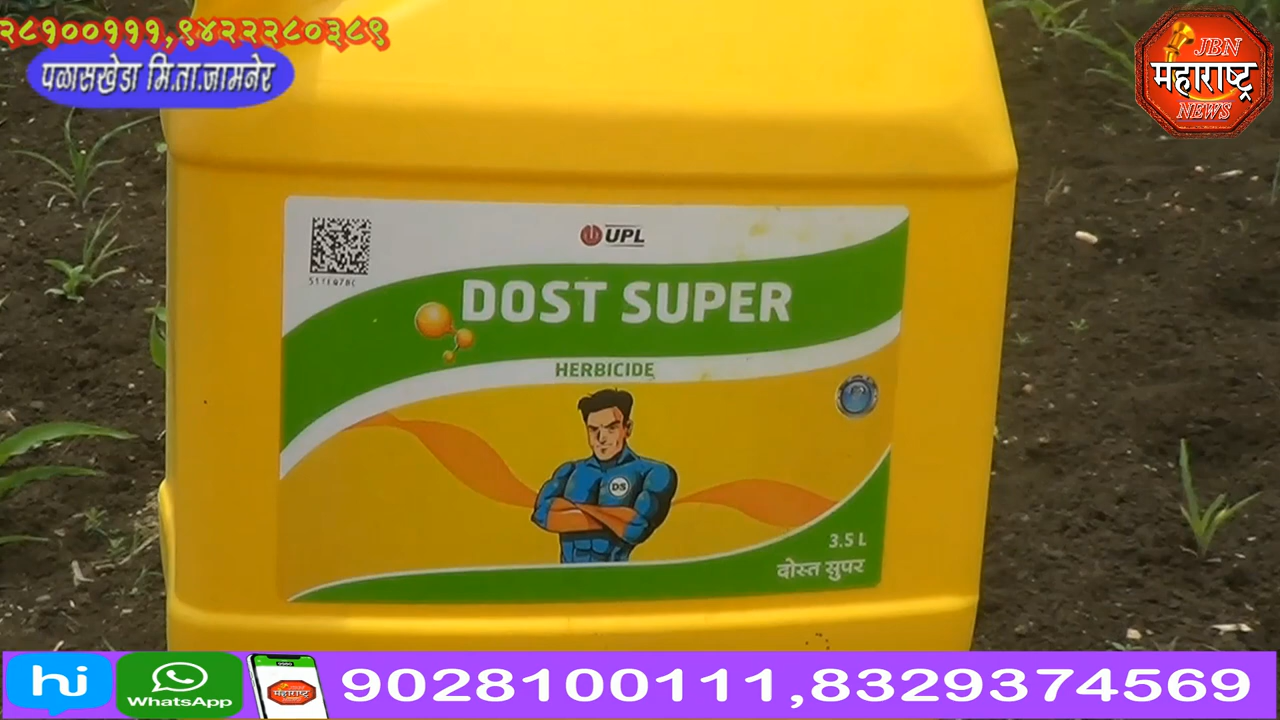 २८१००१११,९४२२२८०३८९
पळासखेडा मि.ता.जामनेर
JBN
महाराष्ट्र
NEWS
UPL
DOST SUPER
HERBICIDE
DS
3.5 L
दोस्त सुपर
hi
WhatsApp
महाराष्ट्र
9028100111,8329374569